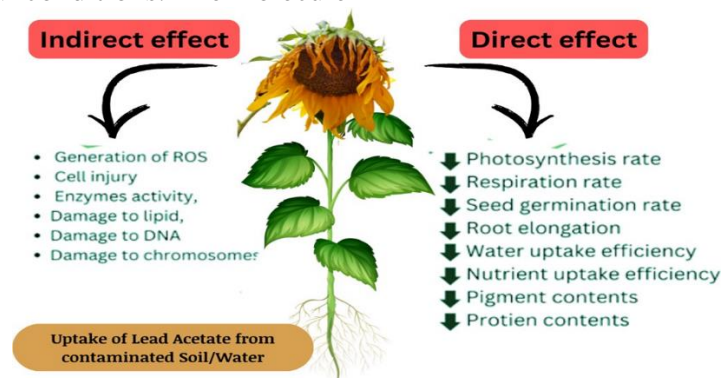 Indirect effect
Direct effect
• Generation of ROS
• Cell injury
• Enzymes activity,
• Damage to lipid,
• Damage to DNA
• Damage to chromosomes
Photosynthesis rate
Respiration rate
Seed germination rate
Root elongation
Water uptake efficiency
Nutrient uptake efficiency
Pigment contents
Protien contents
Uptake of Lead Acetate from
contaminated Soil/Water